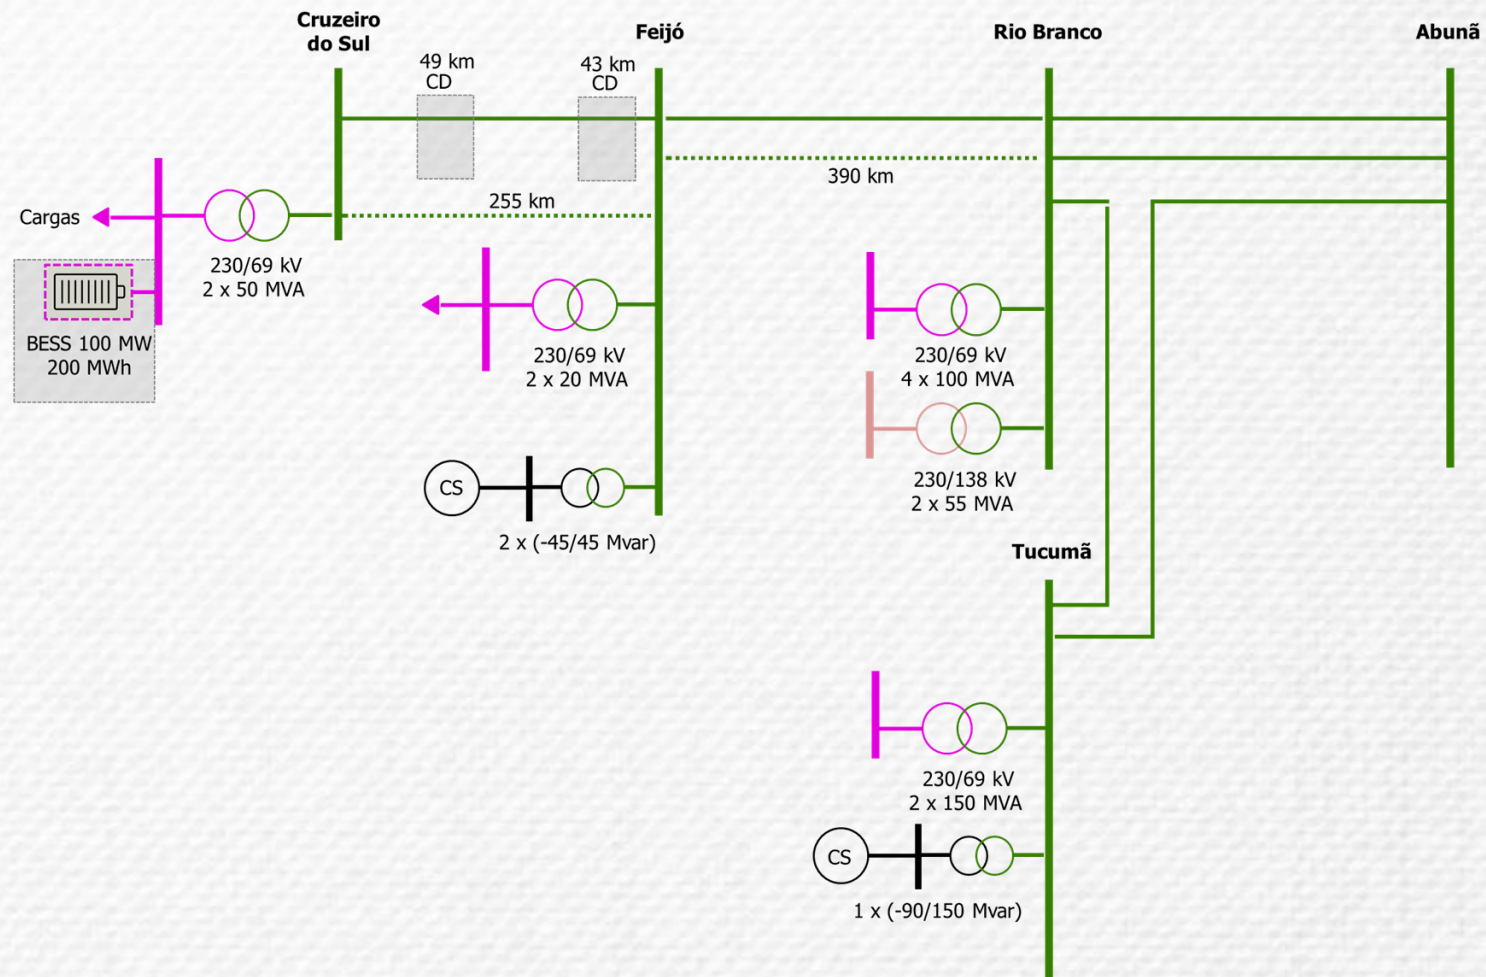 Cruzeiro
do Sul
Feijó
Rio Branco
Abunã
49 km
CD
43 km
CD
390 km
255 km
Cargas
230/69 kV
2 x 50 MVA
BESS 100 MW
200 MWh
230/69 kV
2 x 20 MVA
230/69 kV
4 x 100 MVA
230/138 kV
2 x 55 MVA
CS
2 x (-45/45 Mvar)
Tucumã
230/69 kV
2 x 150 MVA
CS
1 x (-90/150 Mvar)